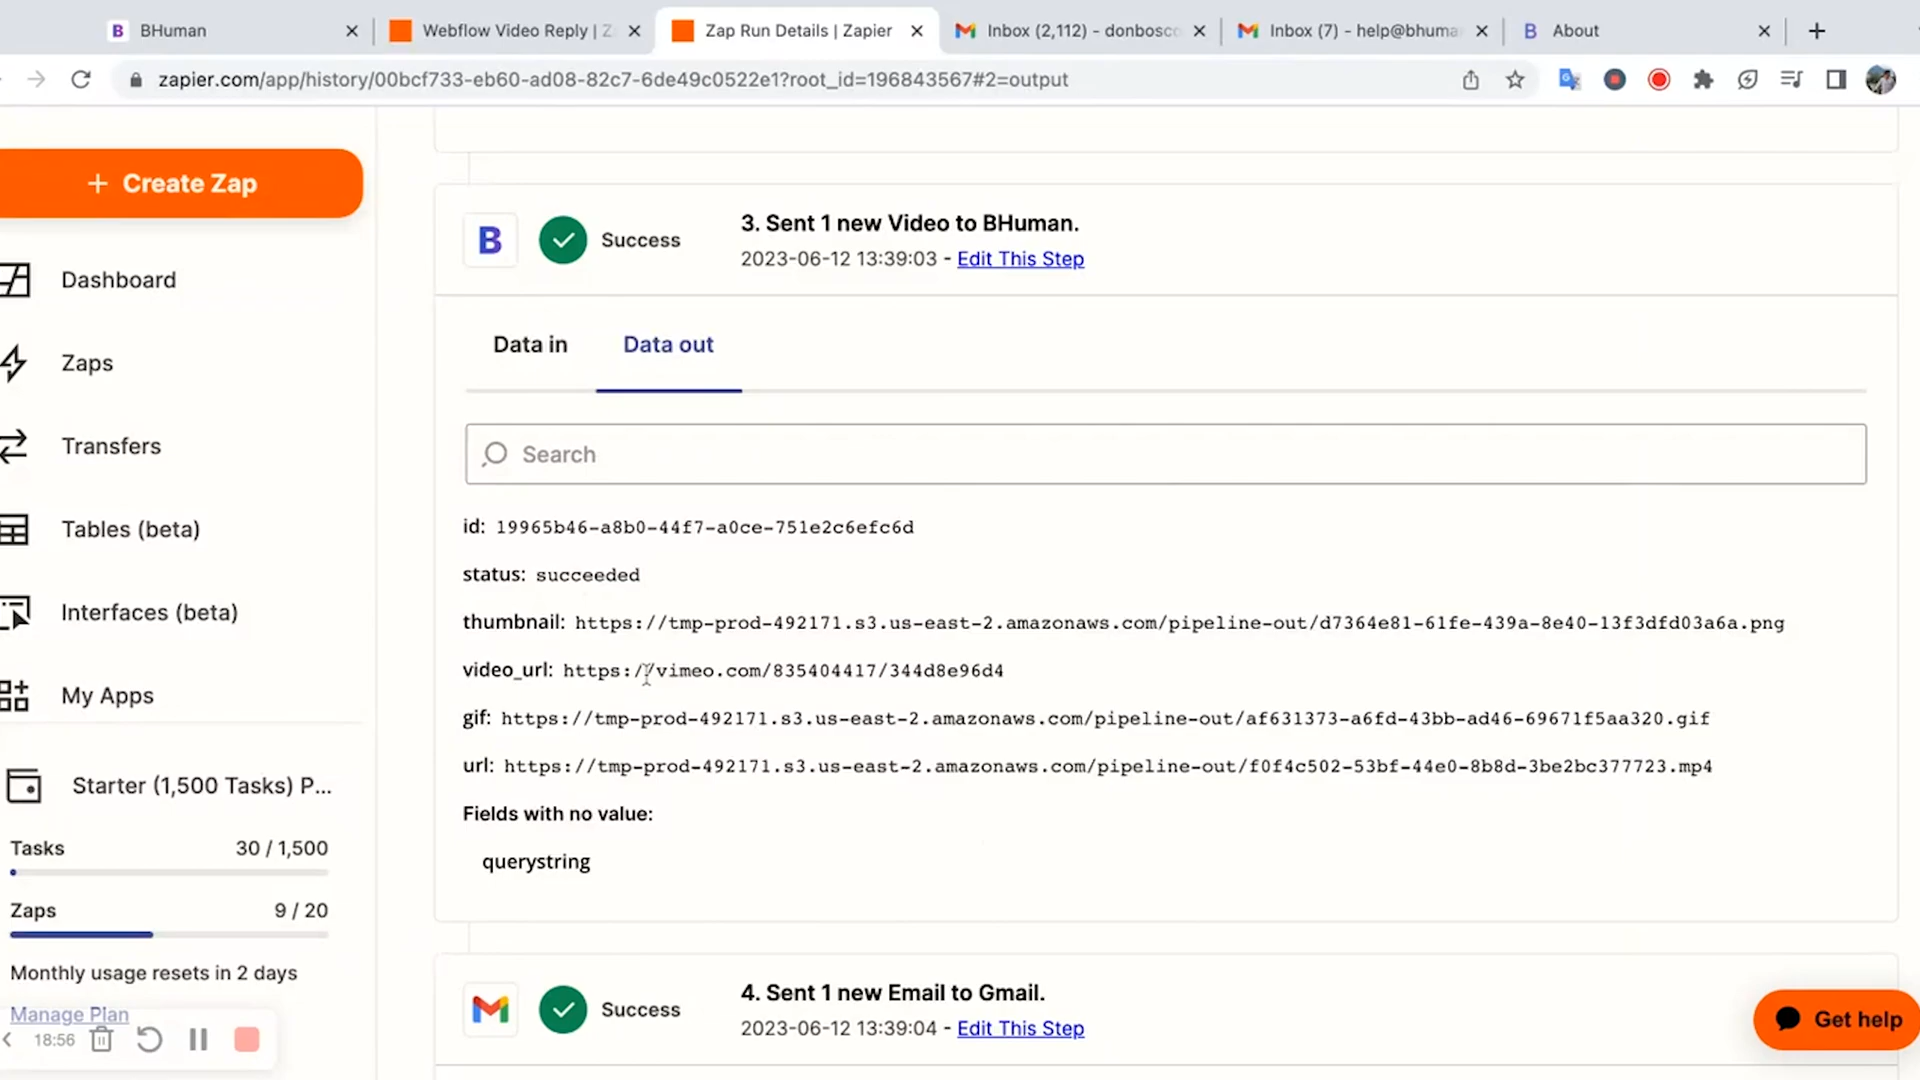 BHuman
Webflow Video Reply | Z
Zap Run Details | Zapier
Inbox (2,112) - donbosco
Inbox (7) - help@bhuma
About
zapier.com/app/history/00bcf733-eb60-ad08-82c7-6de49c0522e1?root_id=196843567#2=output
+ Create Zap
Dashboard
Zaps
Transfers
Tables (beta)
Interfaces (beta)
My Apps
Starter (1,500 Tasks) P...
Tasks 30 / 1,500
Zaps 9 / 20
Monthly usage resets in 2 days
Manage Plan
18:56
B
Success
3. Sent 1 new Video to BHuman.
2023-06-12 13:39:03 - Edit This Step
Data in
Data out
Search
id: 19965b46-a8b0-44f7-a0ce-751e2c6efc6d
status: succeeded
thumbnail: https://tmp-prod-492171.s3.us-east-2.amazonaws.com/pipeline-out/d7364e81-61fe-439a-8e40-13f3dfd03a6a.png
video_url: https://vimeo.com/835404417/344d8e96d4
gif: https://tmp-prod-492171.s3.us-east-2.amazonaws.com/pipeline-out/af631373-a6fd-43bb-ad46-69671f5aa320.gif
url: https://tmp-prod-492171.s3.us-east-2.amazonaws.com/pipeline-out/f0f4c502-53bf-44e0-8b8d-3be2bc377723.mp4
Fields with no value:
querystring
Success
4. Sent 1 new Email to Gmail.
2023-06-12 13:39:04 - Edit This Step
Get help